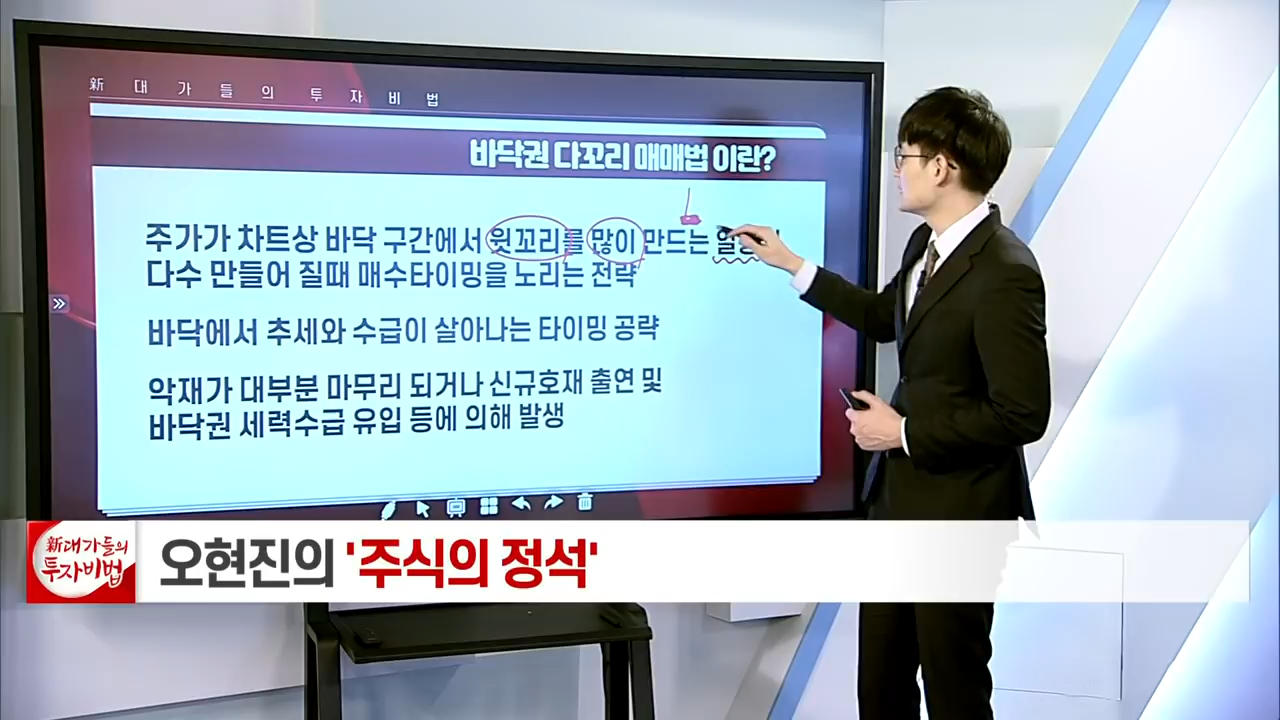 新 대 가 들 의 투 자 비 법
바닥권 다꼬리 매매법 이란?
주가가 차트상 바닥 구간에서 윗꼬리를 많이 만드는
다수 만들어 질때 매수타이밍을 노리는 전략
바닥에서 추세와 수급이 살아나는 타이밍 공략
악재가 대부분 마무리 되거나 신규호재 출연 및
바닥권 세력수급 유입 등에 의해 발생
新대가들의
투자비법
오현진의 '주식의 정석'